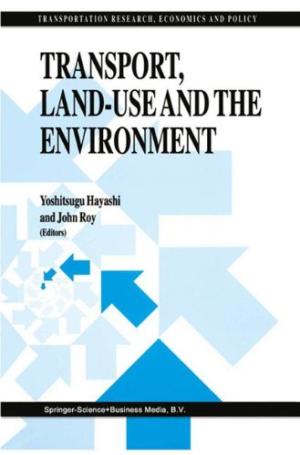 TRANSPORTATION RESEARCH, ECONOMICS AND POLICY
TRANSPORT,
LAND-USE AND THE
ENVIRONMENT
Yoshitsugu Hayashi
and John Roy
(Editors)
Springer-Science+Business Media, B.V.